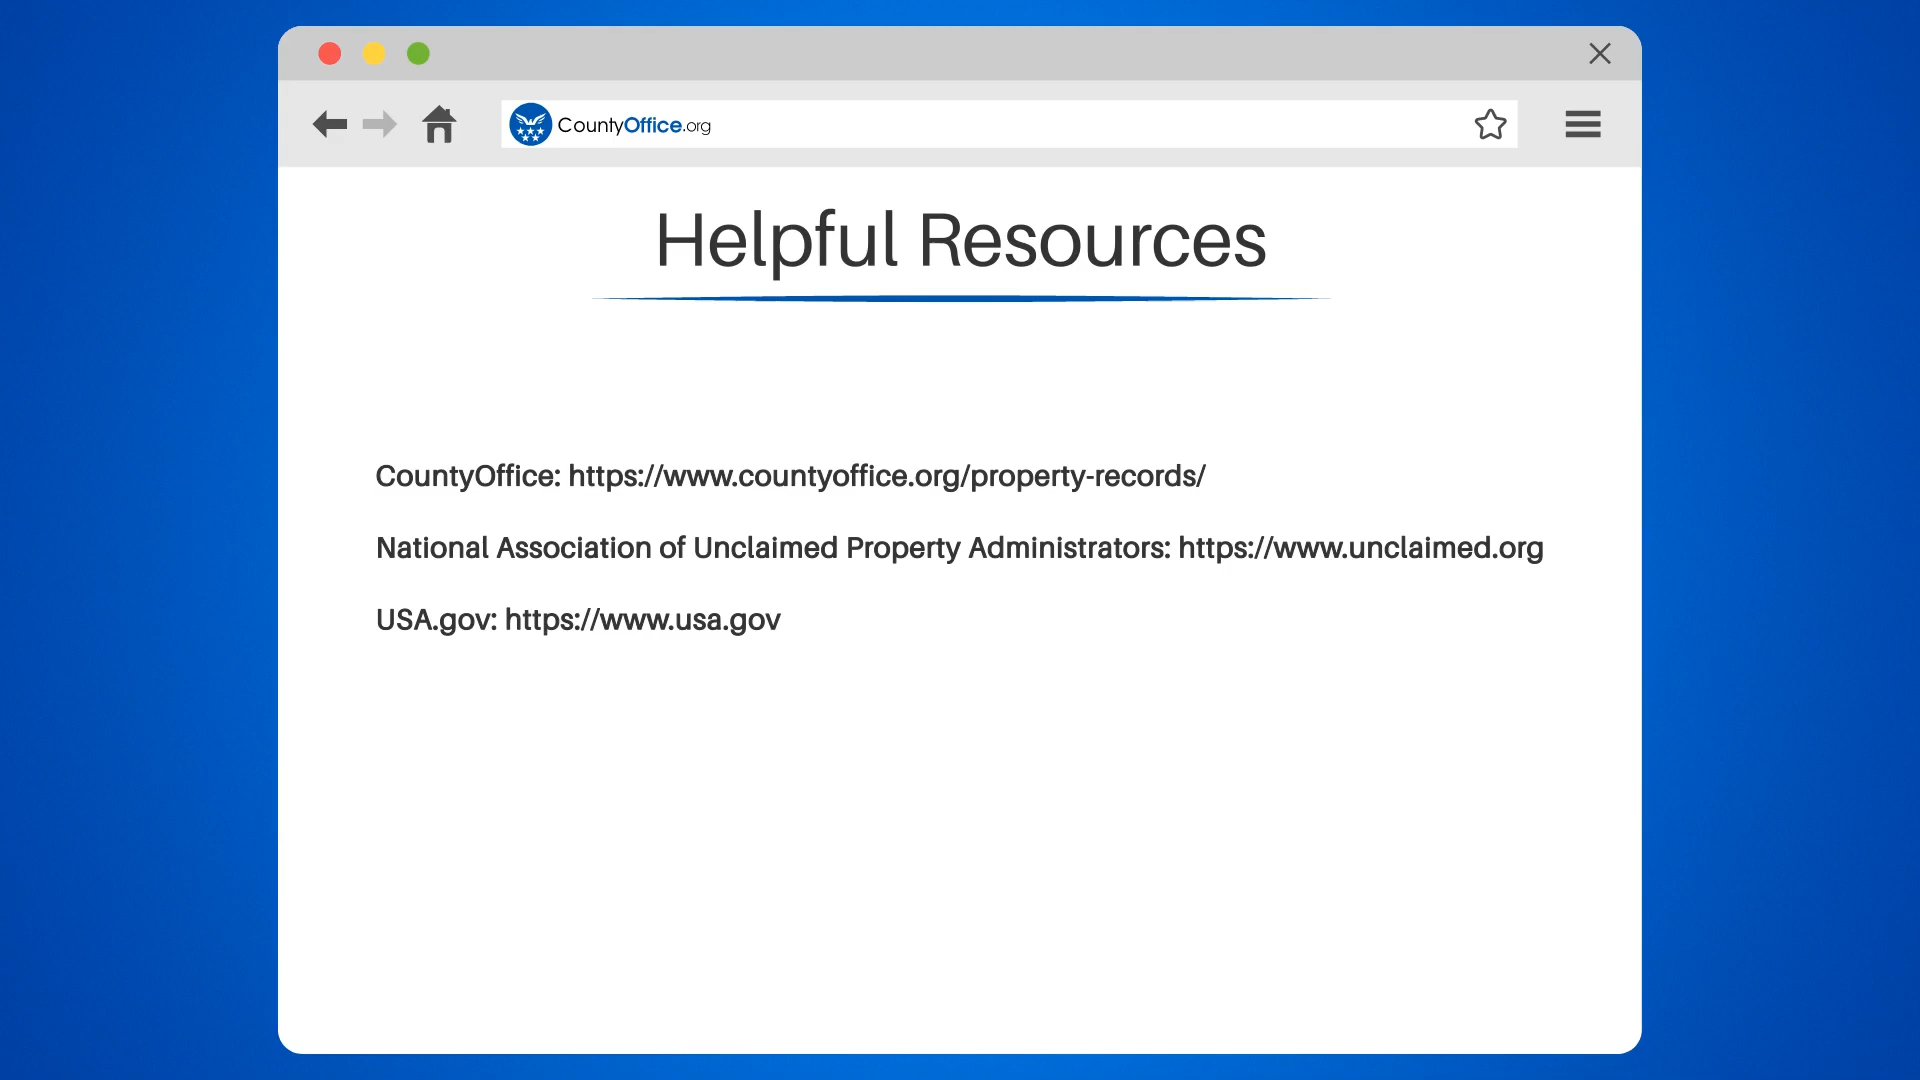 CountyOffice.org
Helpful Resources
CountyOffice: https://www.countyoffice.org/property-records/
National Association of Unclaimed Property Administrators: https://www.unclaimed.org
USA.gov: https://www.usa.gov